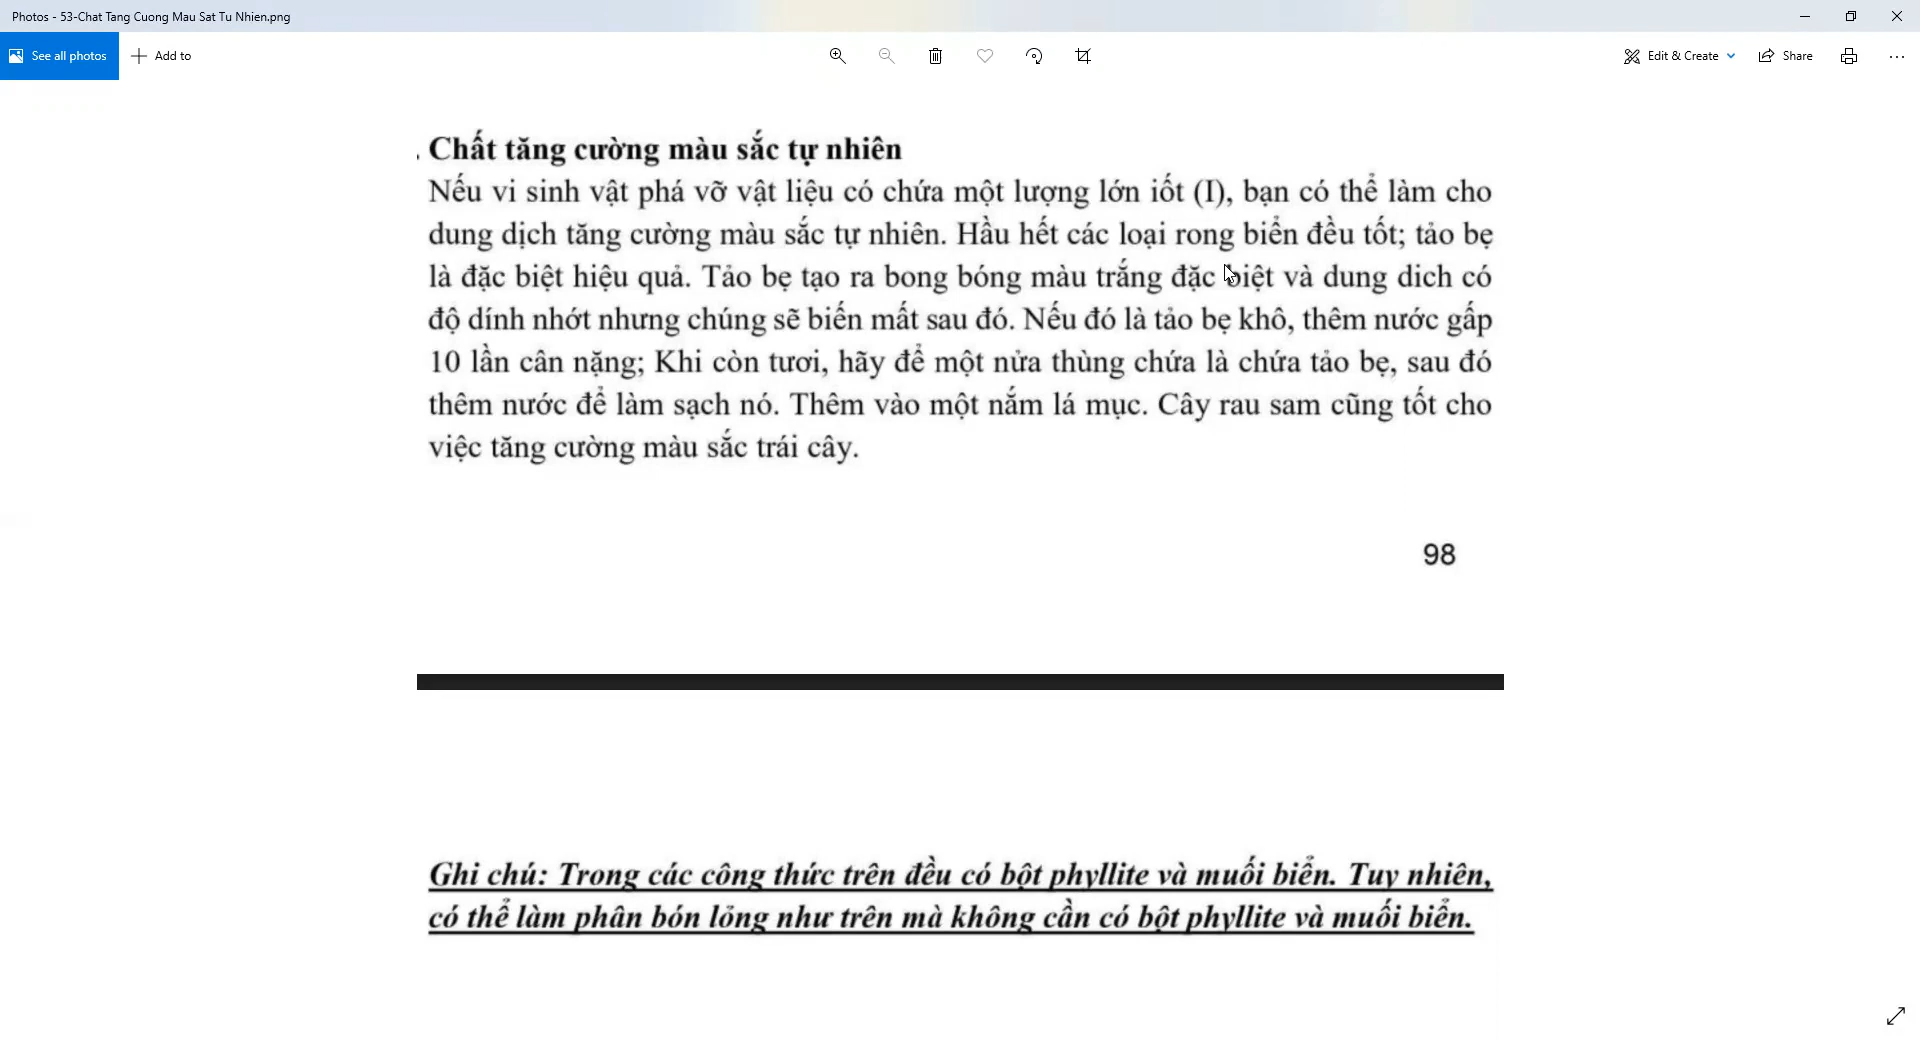 Photos - 53-Chat Tang Cuong Mau Sat Tu Nhien.png
See all photos
Add to
Edit & Create
Share
Chất tăng cường màu sắc tự nhiên
Nếu vi sinh vật phá vỡ vật liệu có chứa một lượng lớn iốt (I), bạn có thể làm cho
dung dịch tăng cường màu sắc tự nhiên. Hầu hết các loại rong biển đều tốt; tảo bẹ
là đặc biệt hiệu quả. Tảo bẹ tạo ra bong bóng màu trắng đặc biệt và dung dich có
độ dính nhớt nhưng chúng sẽ biến mất sau đó. Nếu đó là tảo bẹ khô, thêm nước gấp
10 lần cân nặng; Khi còn tươi, hãy để một nửa thùng chứa là chứa tảo bẹ, sau đó
thêm nước để làm sạch nó. Thêm vào một nắm lá mục. Cây rau sam cũng tốt cho
việc tăng cường màu sắc trái cây.
98
Ghi chú: Trong các công thức trên đều có bột phyllite và muối biển. Tuy nhiên,
có thể làm phân bón lỏng như trên mà không cần có bột phyllite và muối biển.